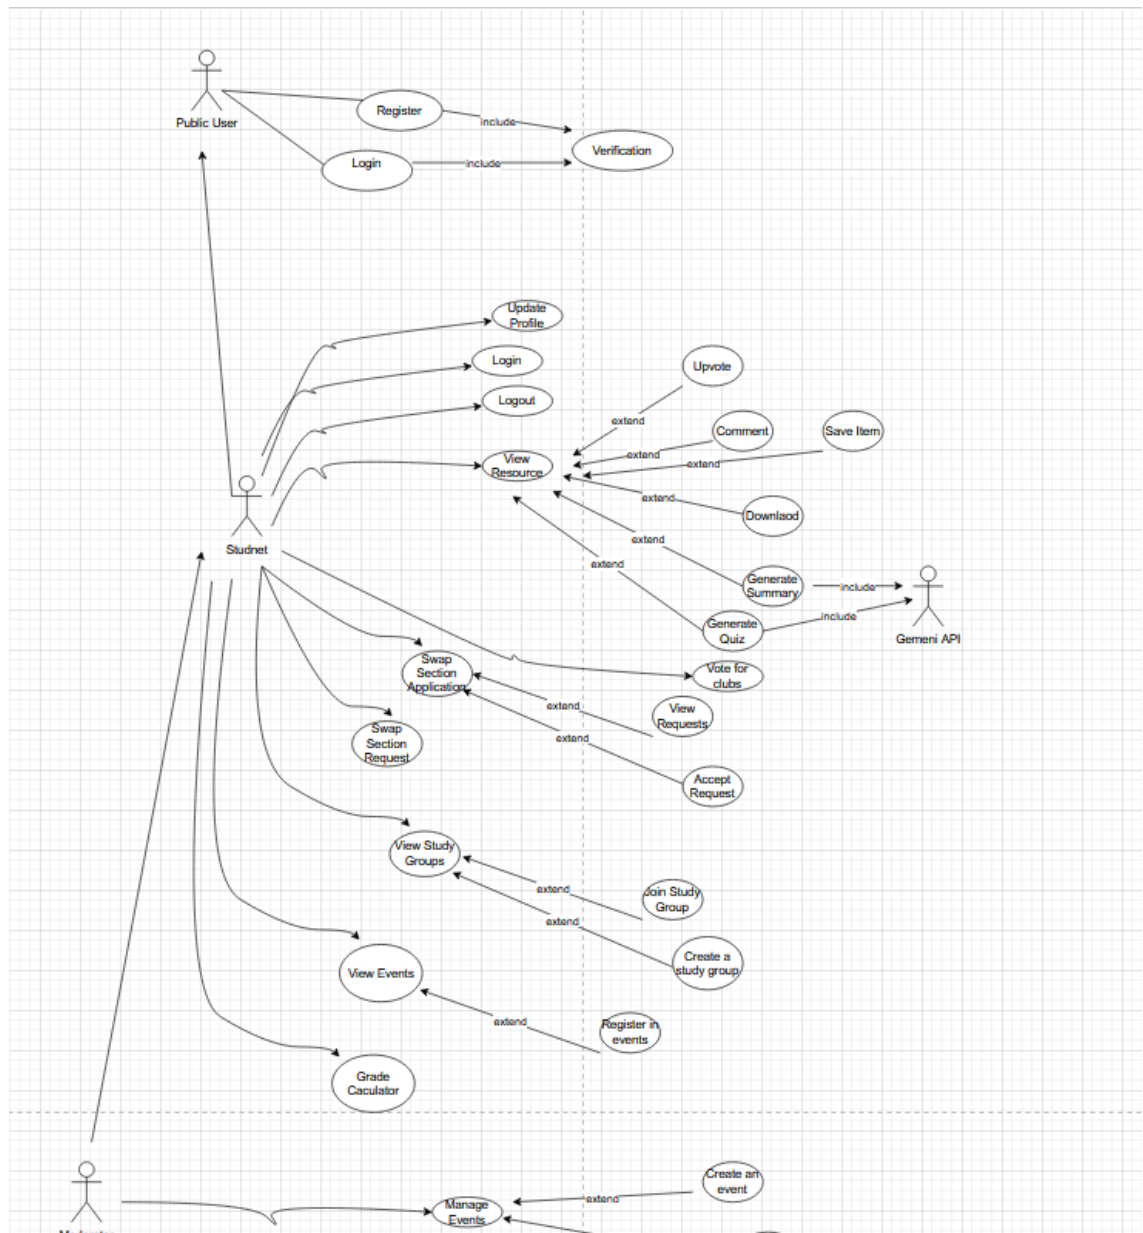 Public User
Register
include
Verification
Login
include
Update
Profile
Login
Logout
Upvote
extend
Comment
Save Item
extend
extend
View
Resource
extend
Downlaod
extend
extend
Generate
Summary
include
Studnet
Generate
Quiz
include
Gemeni API
Swap
Section
Application
Vote for
clubs
extend
View
Requests
extend
Swap
Section
Request
Accept
Request
View Study
Groups
extend
Join Study
Group
extend
Create a
study group
View Events
extend
Register in
events
Grade
Caculator
Create an
event
extend
Manage
Events